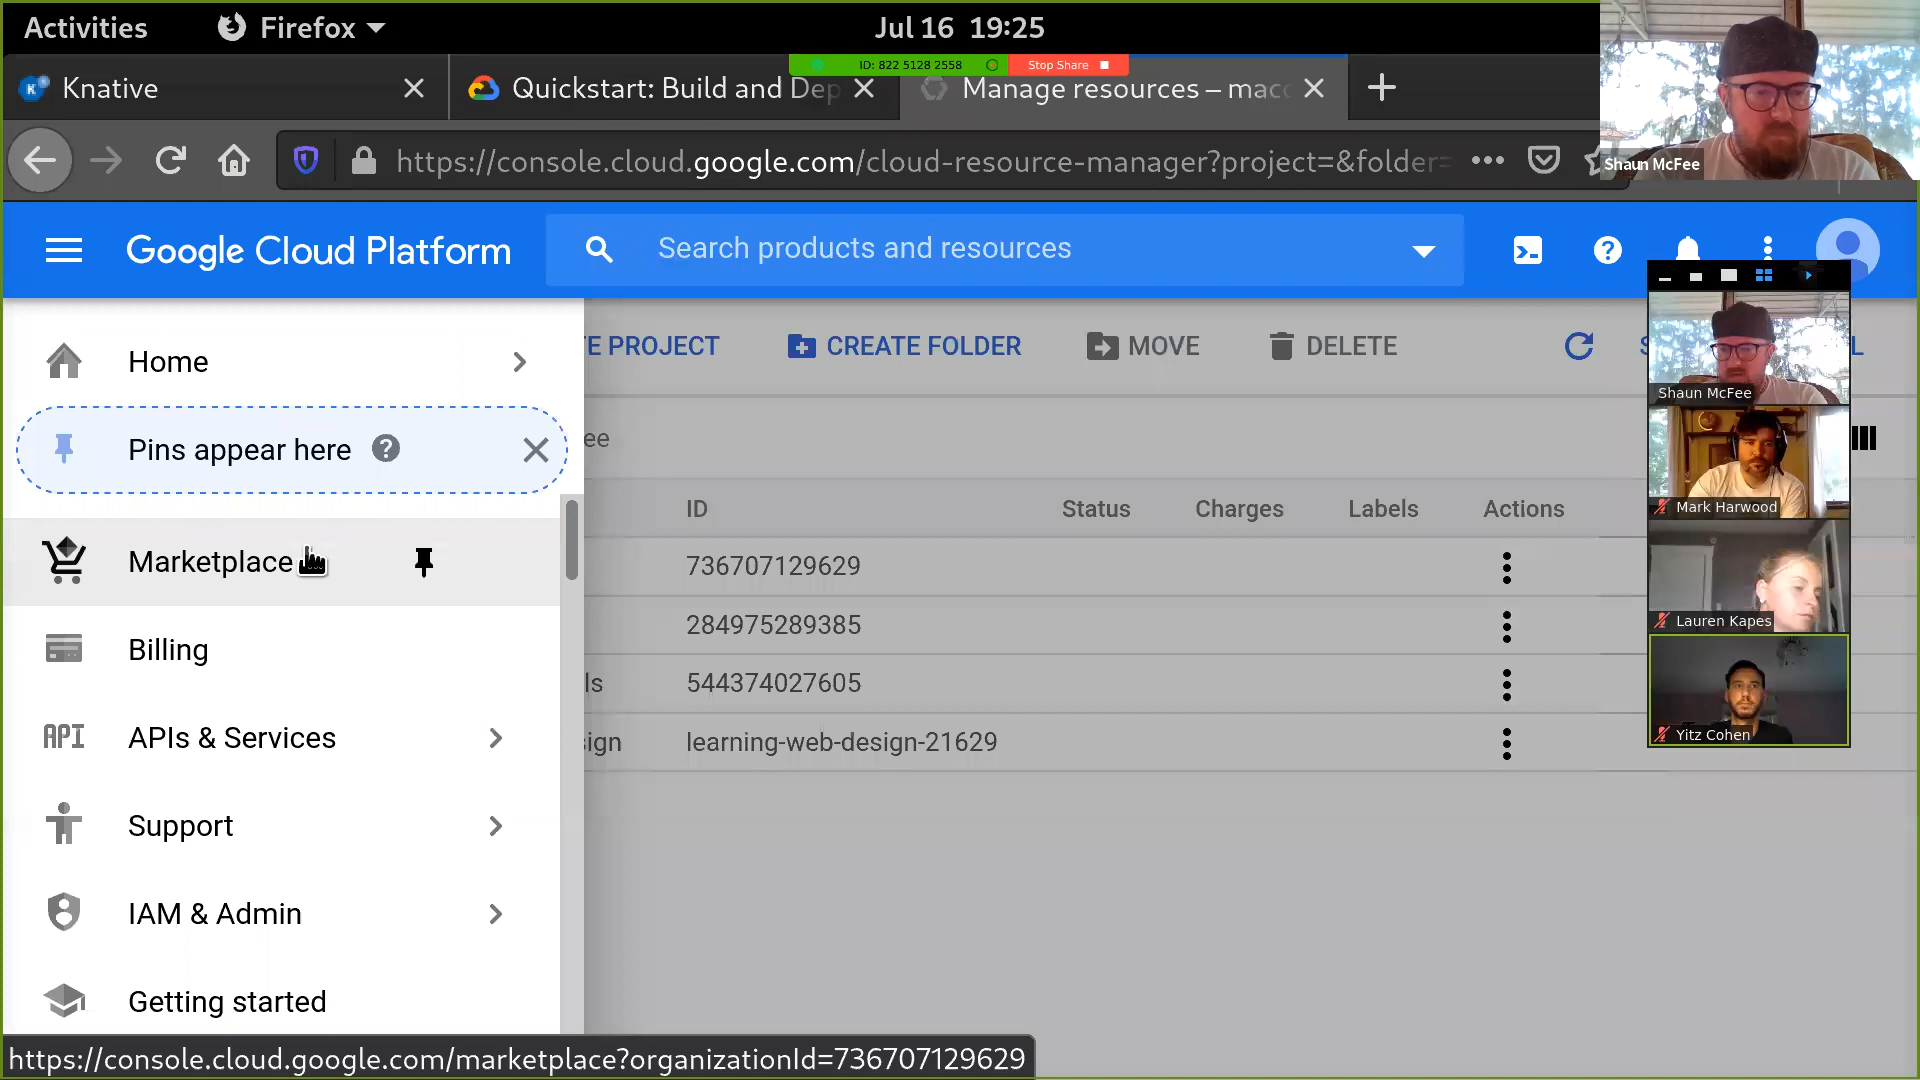 Activities Firefox Jul 16 19:25
ID: 822 5128 2558 Stop Share
Knative Quickstart: Build and Dep Manage resources – macc
https://console.cloud.google.com/cloud-resource-manager?project=&folder=
Shaun McFee
Google Cloud Platform Search products and resources
Home
TE PROJECT CREATE FOLDER MOVE DELETE
Pins appear here
ee
ID Status Charges Labels Actions
Marketplace
736707129629
284975289385
Billing
ls 544374027605
API APIs & Services
sign learning-web-design-21629
Support
IAM & Admin
Getting started
Shaun McFee
Mark Harwood
Lauren Kapes
Yitz Cohen
https://console.cloud.google.com/marketplace?organizationId=736707129629